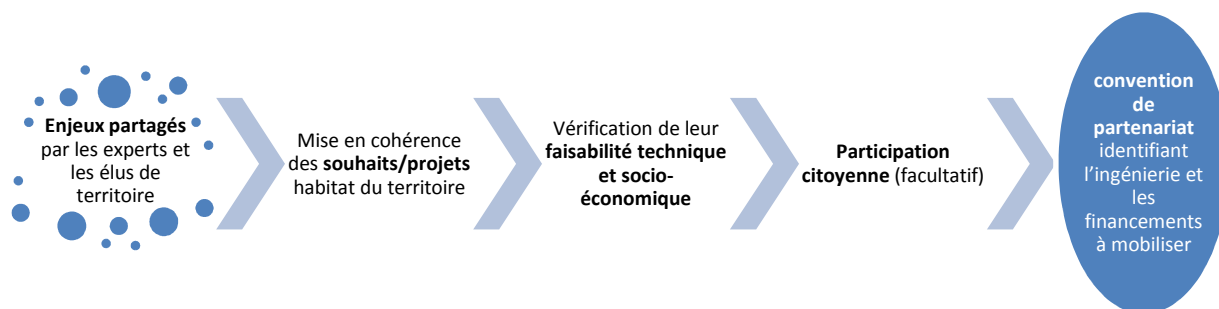 Enjeux partagés
par les experts et
les élus de
territoire
Mise en cohérence
des souhaits/projets
habitat du territoire
Vérification de leur
faisabilité technique
et socio-
économique
Participation
citoyenne (facultatif)
convention
de
partenariat
identifiant
l'ingénierie et
les
financements
à mobiliser